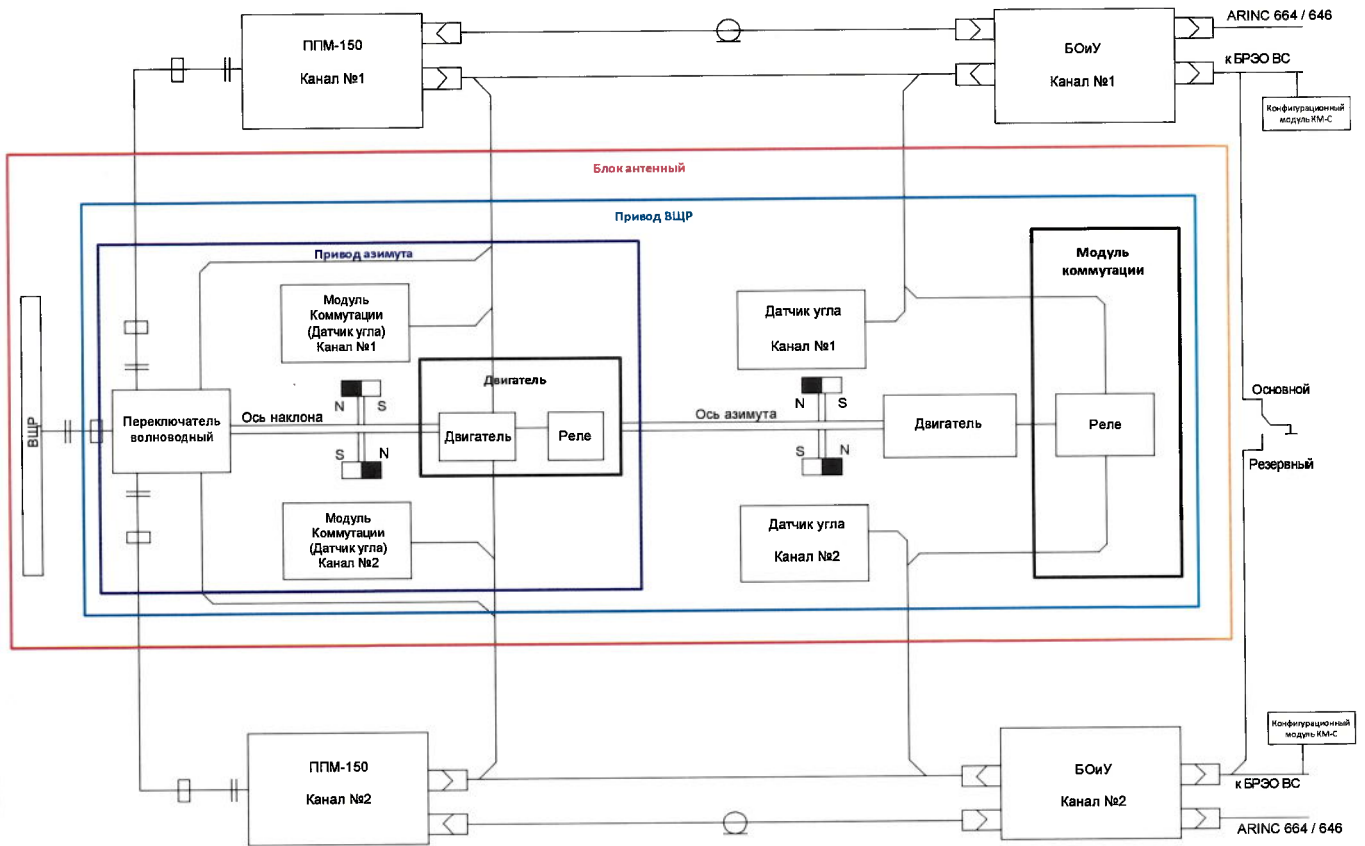 ППМ-150
Канал №1
БОиУ
Канал №1
ARINC 664 / 646
к БРЭО ВС
Конфигурационный
модуль КМ-С
Блок антенный
Привод ВЩР
Привод азимута
Модуль
коммутации
Модуль
Коммутации
(Датчик угла)
Канал №1
Датчик угла
Канал №1
Двигатель
N
S
N
S
ВЩР
Переключатель
волноводный
Ось наклона
Двигатель
Реле
Ось азимута
Двигатель
Реле
Основной
Резервный
S
N
S
N
Модуль
Коммутации
(Датчик угла)
Канал №2
Датчик угла
Канал №2
ППМ-150
Канал №2
БОиУ
Канал №2
Конфигурационный
модуль КМ-С
к БРЭО ВС
ARINC 664 / 646